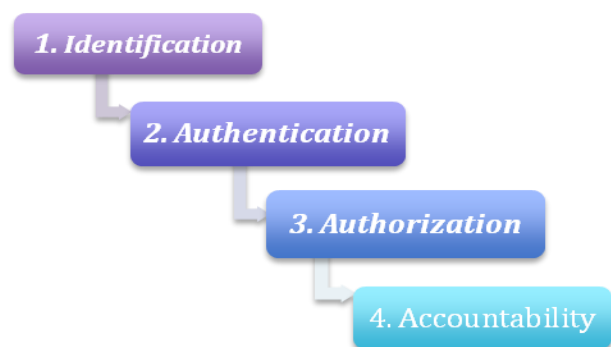 1. Identification
2. Authentication
3. Authorization
4. Accountability